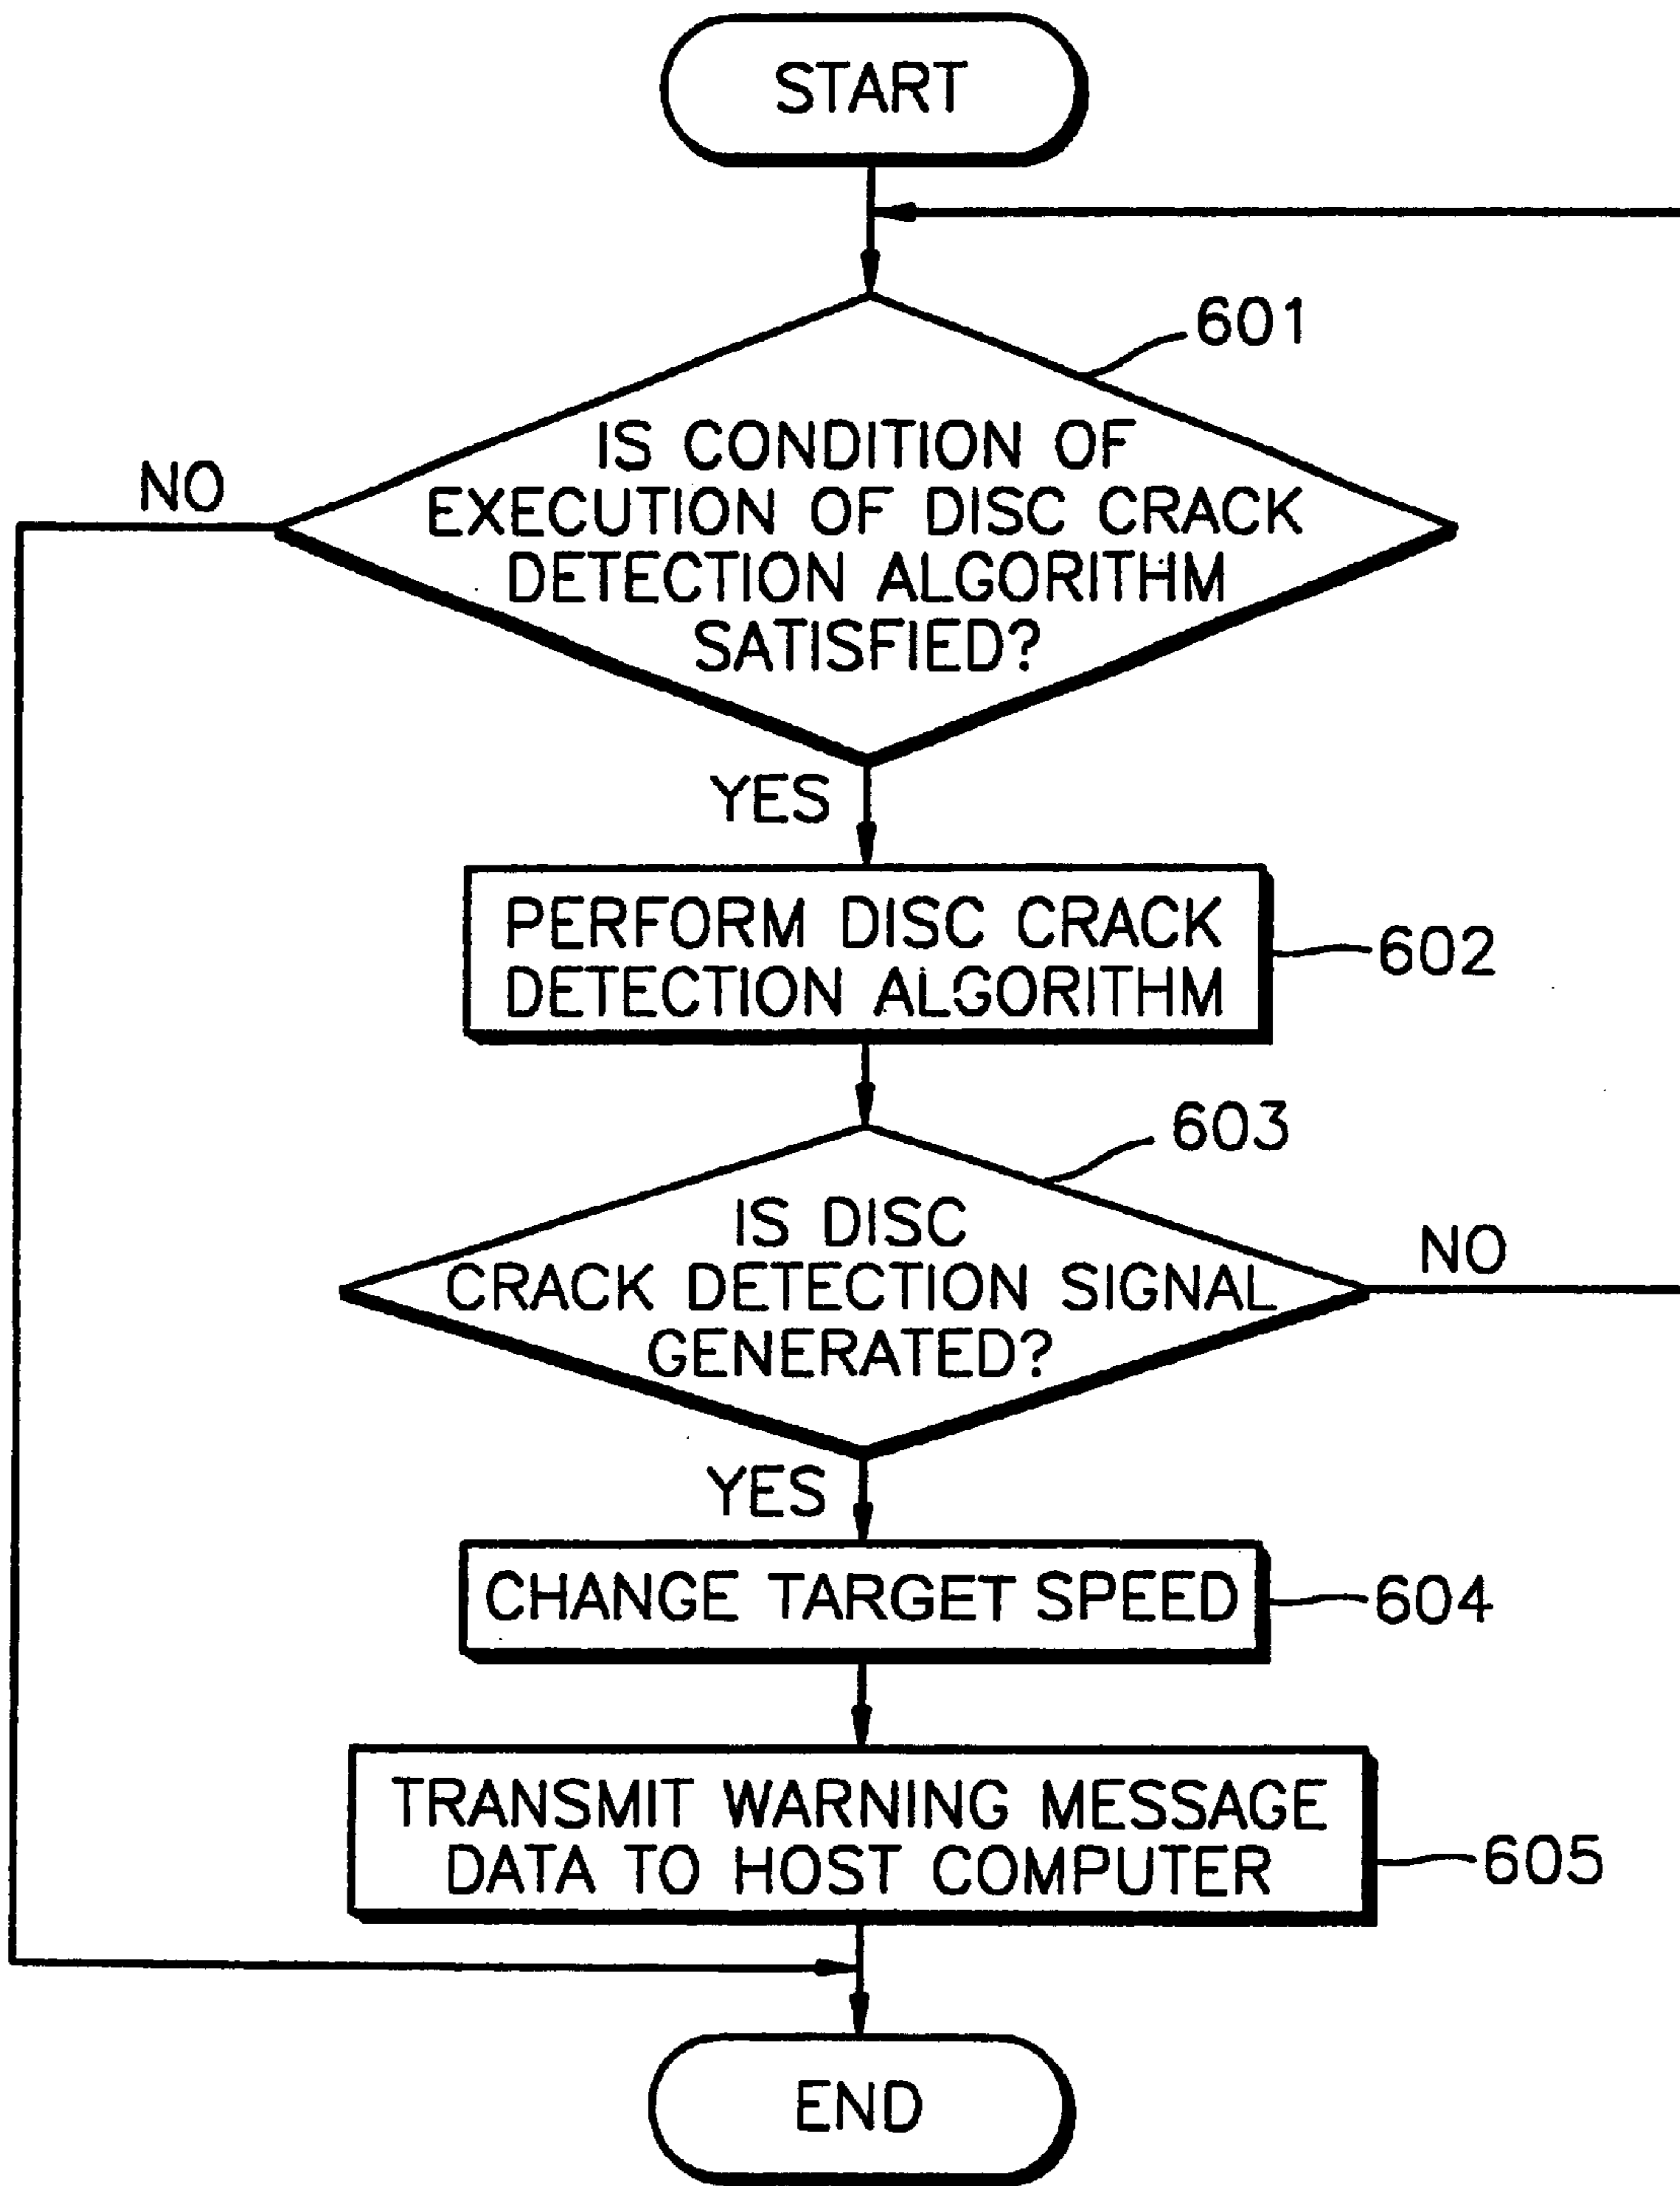 START
601
IS CONDITION OF
EXECUTION OF DISC CRACK
DETECTION ALGORITHM
SATISFIED?
NO
YES
PERFORM DISC CRACK
DETECTION ALGORITHM
602
603
IS DISC
CRACK DETECTION SIGNAL
GENERATED?
NO
YES
CHANGE TARGET SPEED
604
TRANSMIT WARNING MESSAGE
DATA TO HOST COMPUTER
605
END